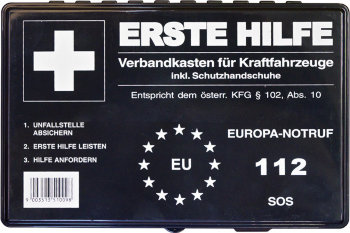 ERSTE HILFE
Verbandkasten für Kraftfahrzeuge
inkl. Schutzhandschuhe
Entspricht dem österr. KFG § 102, Abs. 10
1. UNFALLSTELLE
ABSICHERN
2. ERSTE HILFE LEISTEN
3. HILFE ANFORDERN
EU
EUROPA-NOTRUF
112
SOS